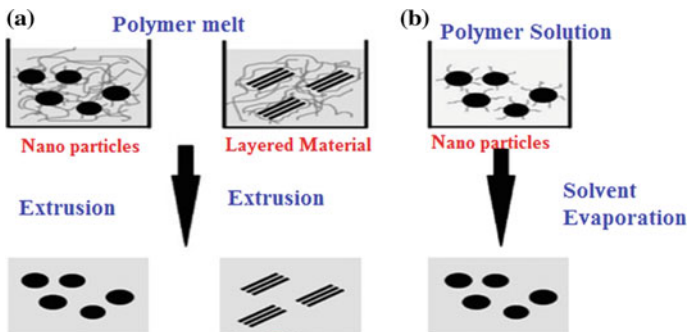 (a)
Polymer melt
Nano particles
Layered Material
Extrusion
Extrusion
(b)
Polymer Solution
Nano particles
Solvent
Evaporation